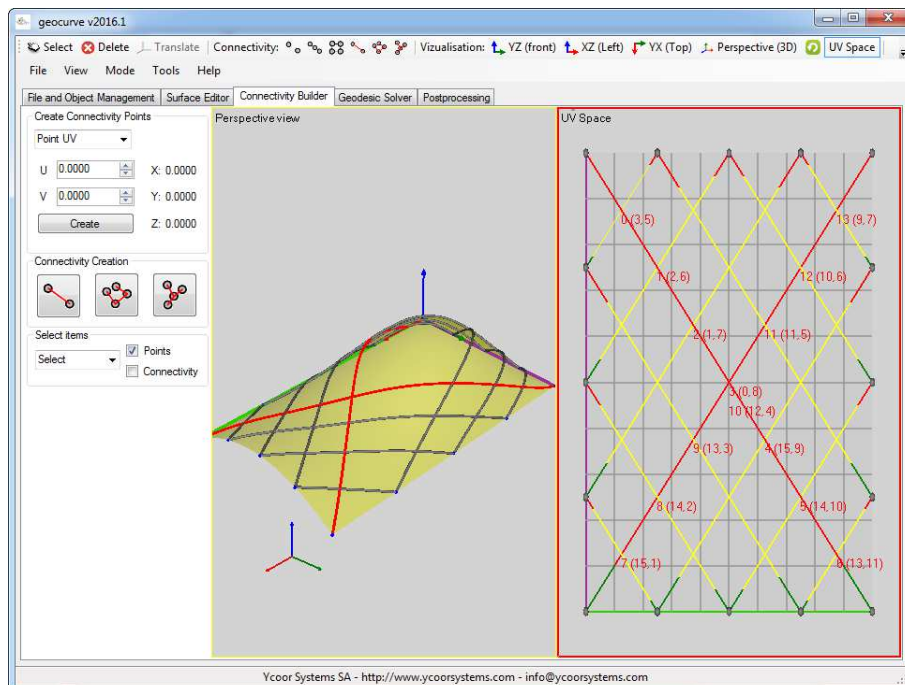 geocurve v2016.1
Select Delete Translate Connectivity: Vizualisation: YZ (front) XZ (Left) YX (Top) Perspective (3D) UV Space
File View Mode Tools Help
File and Object Management Surface Editor Connectivity Builder Geodesic Solver Postprocessing
Create Connectivity Points
Point UV
U 0.0000 X: 0.0000
V 0.0000 Y: 0.0000
Create Z: 0.0000
Connectivity Creation
Select items
Select Points
Connectivity
Perspective view
UV Space
0 (3,5) 13 (9,7)
1 (2,6) 12 (10,6)
2 (1,7) 11 (11,5)
3 (0,8)
10 (12,4)
9 (13,3) 4 (15,9)
8 (14,2) 5 (14,10)
7 (15,1) 6 (13,11)
Ycoor Systems SA - http://www.ycoorsystems.com - info@ycoorsystems.com